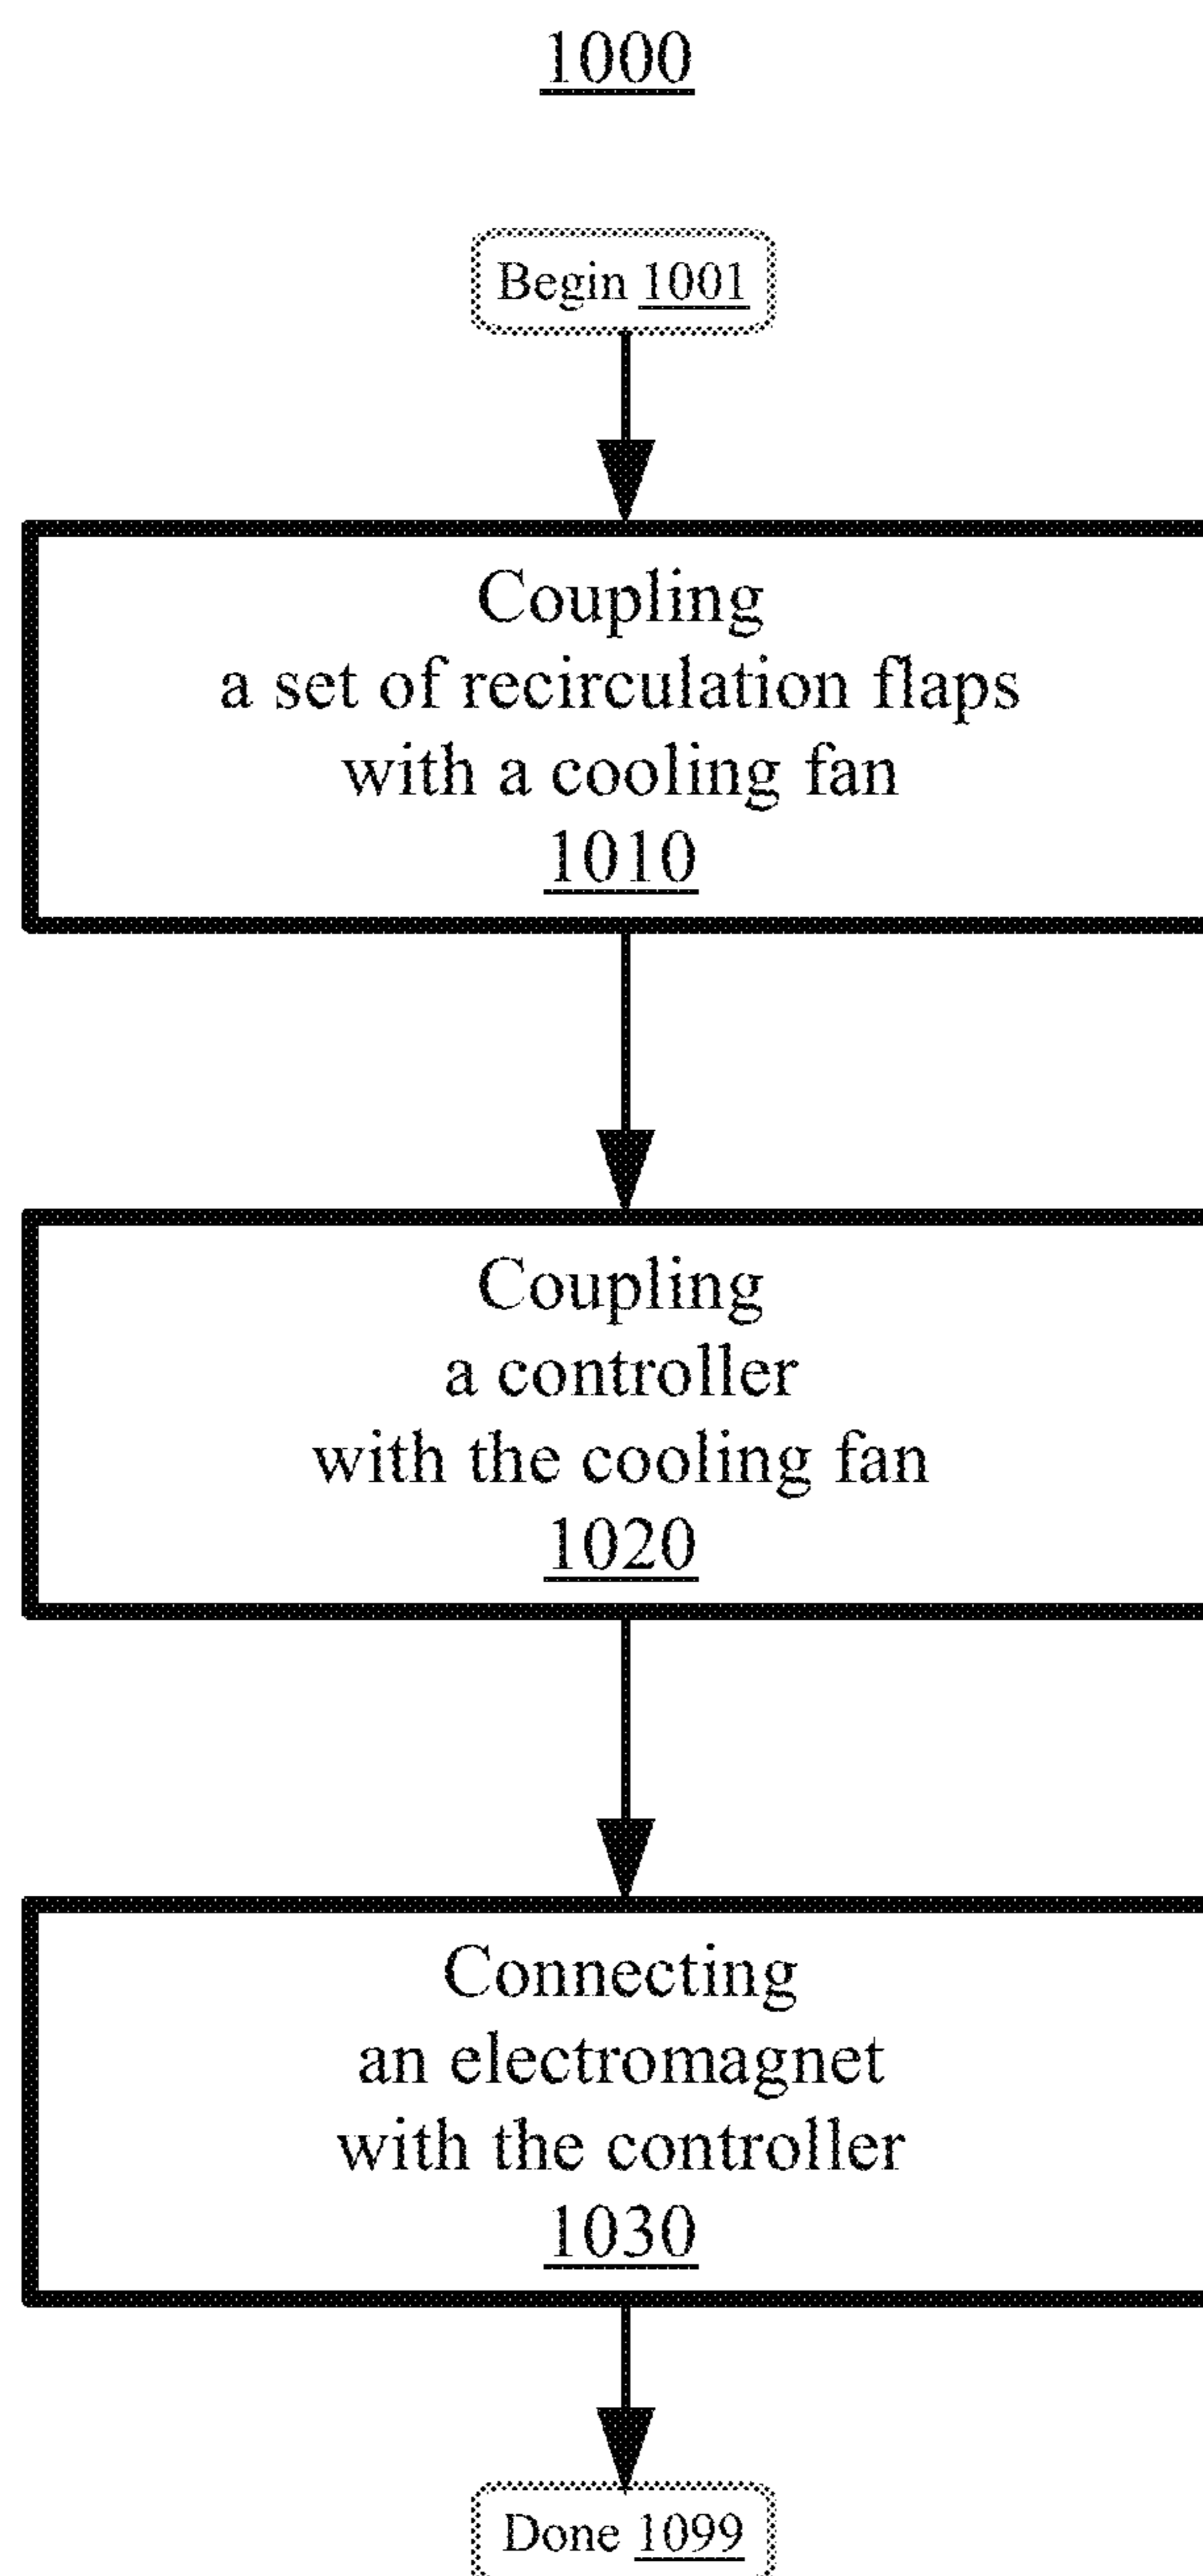 1000
Begin 1001
Coupling
a set of recirculation flaps
with a cooling fan
1010
Coupling
a controller
with the cooling fan
1020
Connecting
an electromagnet
with the controller
1030
Done 1099